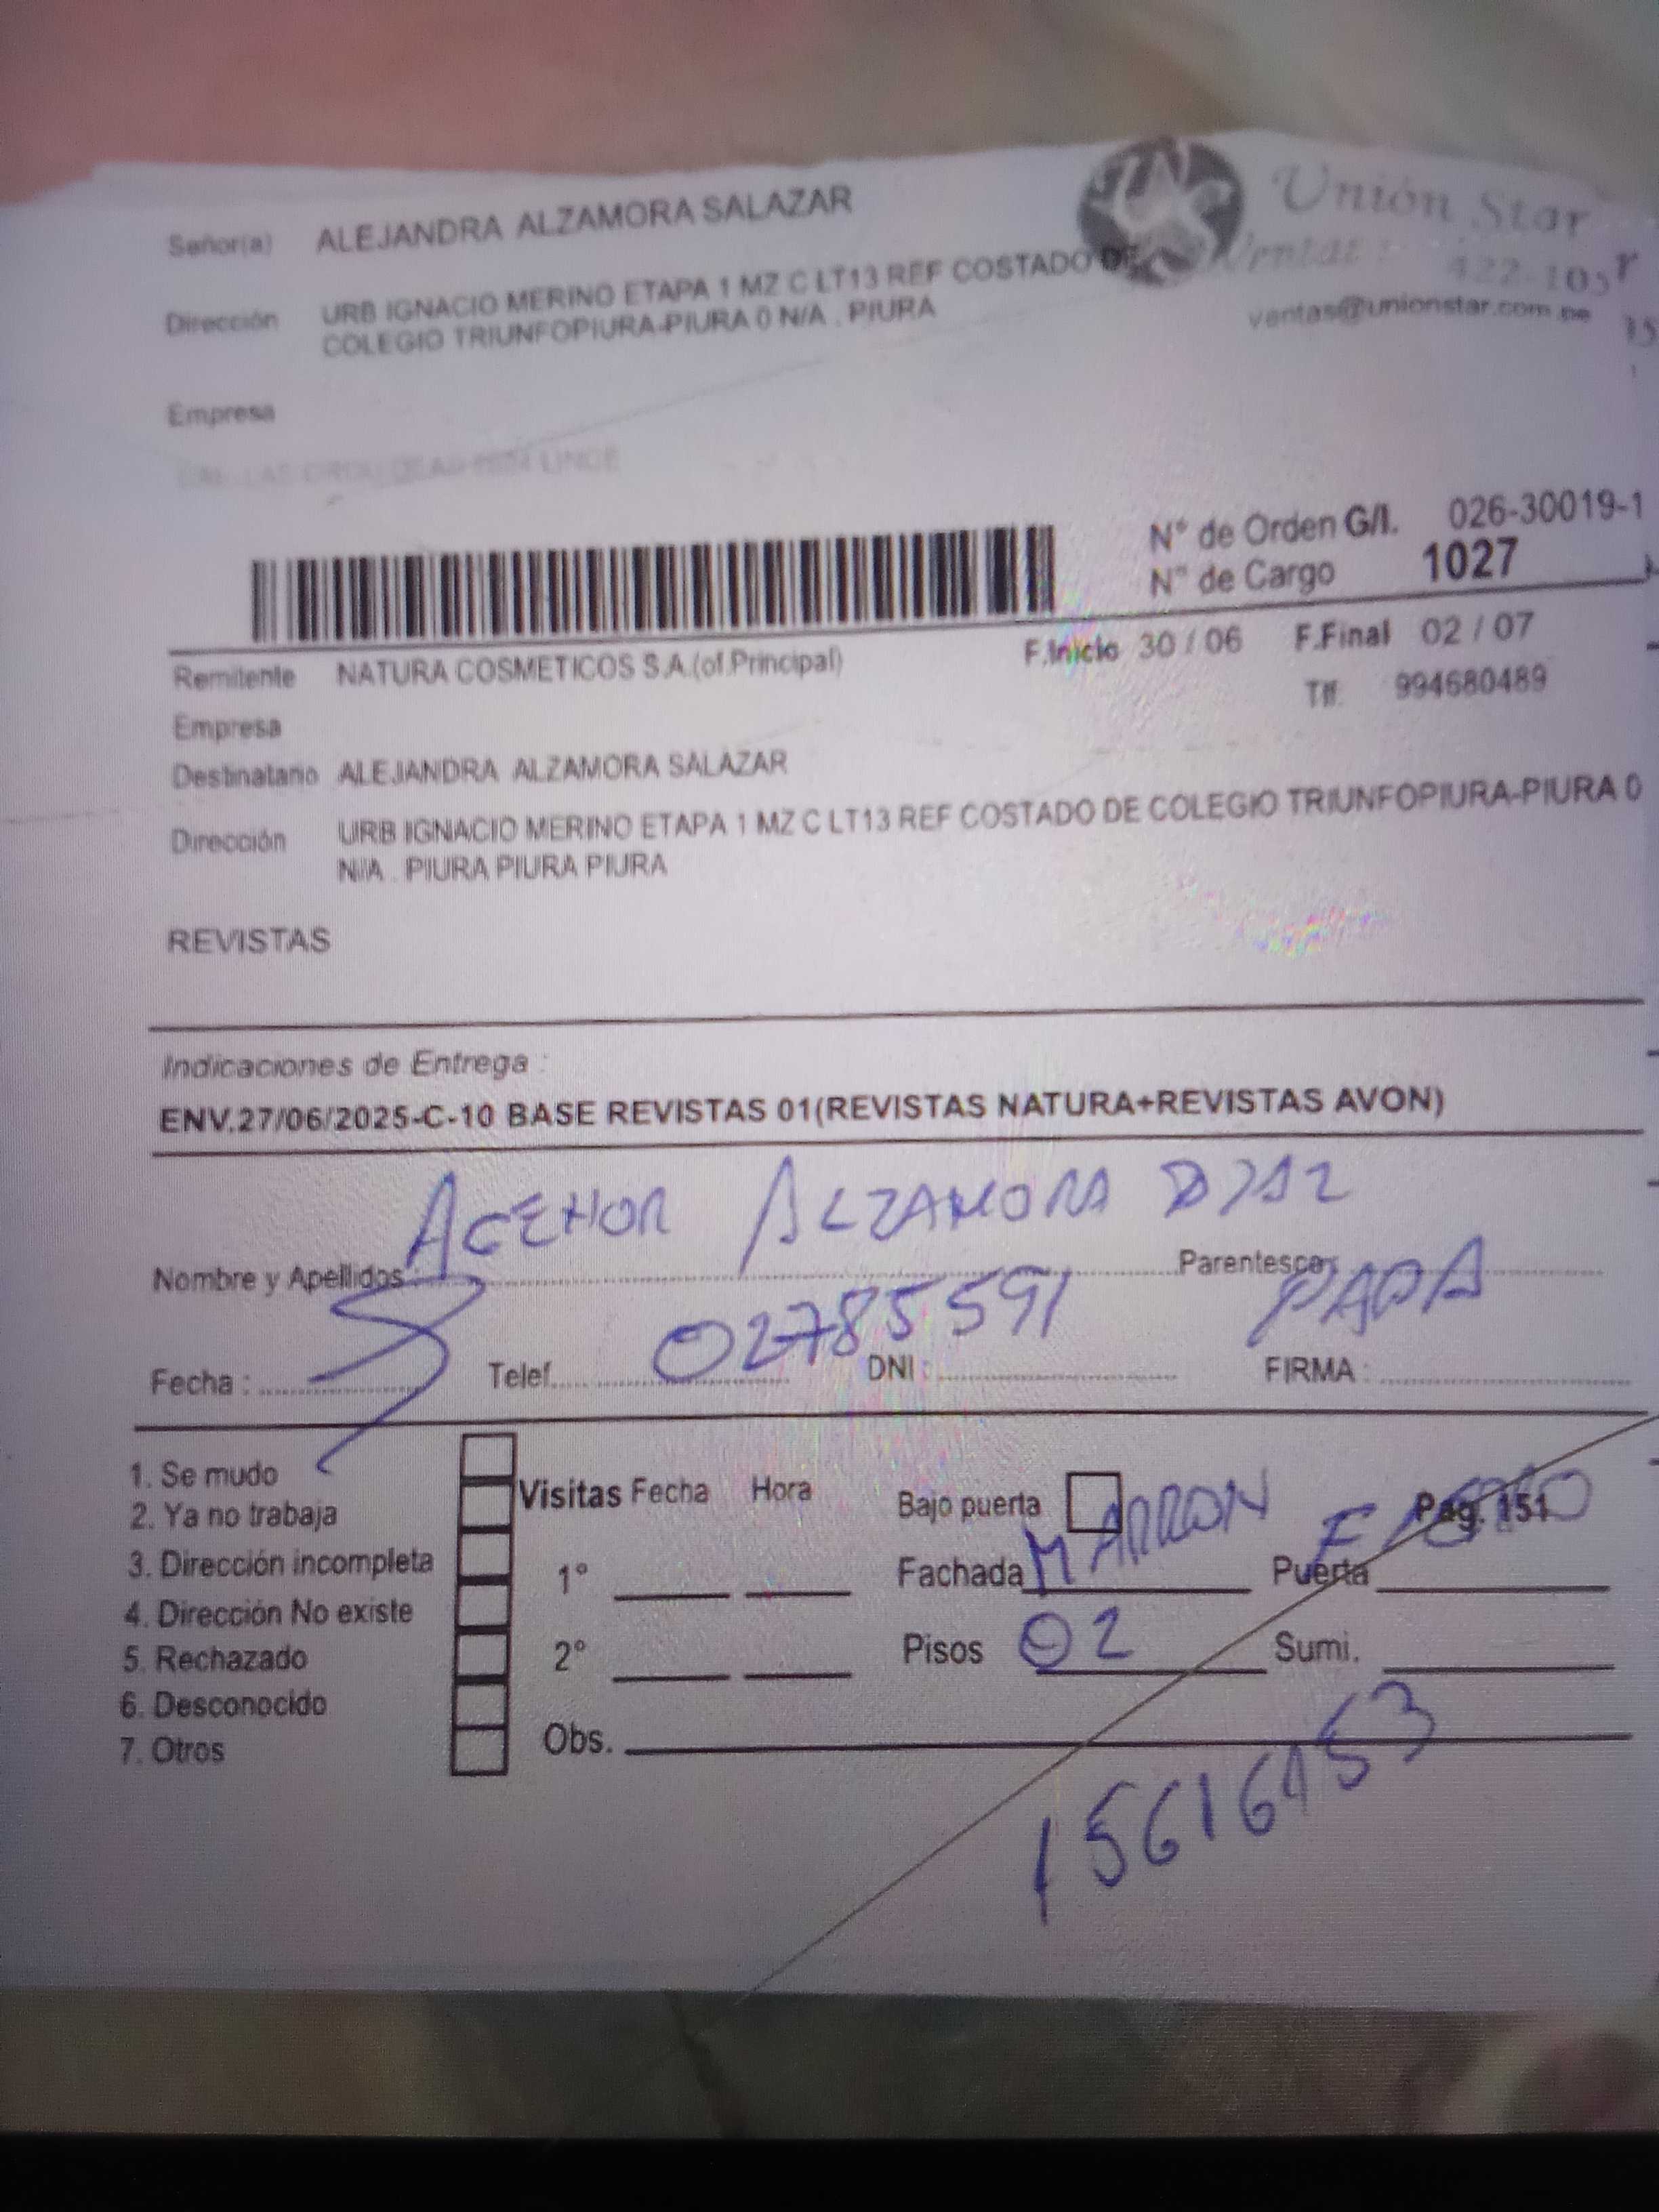 Señor(a) ALEJANDRA ALZAMORA SALAZAR
Unión Star
Ventas
Dirección URB IGNACIO MERINO ETAPA 1 MZ C LT13 REF COSTADO DE
COLEGIO TRIUNFOPIURA-PIURA 0 N/A . PIURA
ventas@unionstar.com.pe
Empresa
N° de Orden G/I. 026-30019-1
N° de Cargo 1027
Remitente NATURA COSMETICOS S.A.(of.Principal) F.Inicio 30 / 06 F.Final 02 / 07
Tlf. 994680489
Empresa
Destinatario ALEJANDRA ALZAMORA SALAZAR
Dirección URB IGNACIO MERINO ETAPA 1 MZ C LT13 REF COSTADO DE COLEGIO TRIUNFOPIURA-PIURA 0
N/A . PIURA PIURA PIURA
REVISTAS
Indicaciones de Entrega :
ENV.27/06/2025-C-10 BASE REVISTAS 01(REVISTAS NATURA+REVISTAS AVON)
AGENOR ALZAMORA DIAZ
Nombre y Apellidos Parentesco PAPA
02785591
Fecha : Telef. DNI : FIRMA :
1. Se mudo
2. Ya no trabaja
3. Dirección incompleta
4. Dirección No existe
5. Rechazado
6. Desconocido
7. Otros
Visitas Fecha Hora
1°
2°
Obs.
Bajo puerta Pag. 151
Fachada MARRON Puerta FIERRO
Pisos 02 Sumi.